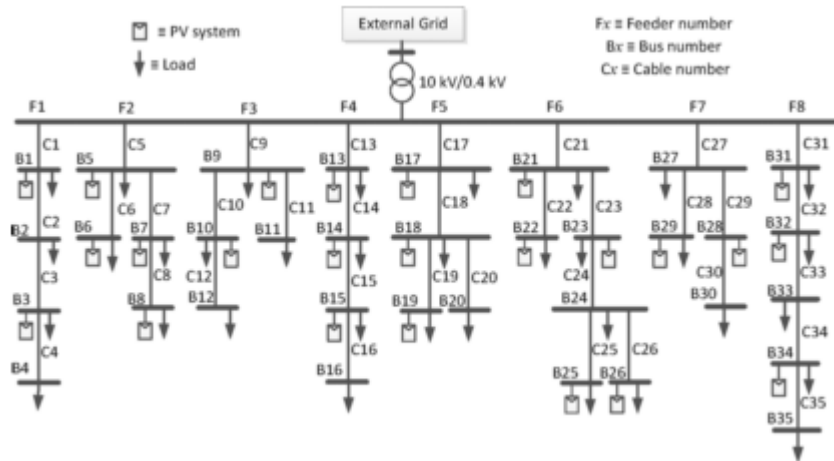 External Grid
≡ PV system
≡ Load
10 kV/0.4 kV
Fx ≡ Feeder number
Bx ≡ Bus number
Cx ≡ Cable number
F1 F2 F3 F4 F5 F6 F7 F8
C1 C5 C9 C13 C17 C21 C27 C31
B1 B5 B9 B13 B17 B21 B27 B31
C2 C6 C7 C10 C11 C14 C18 C22 C23 C28 C29 C32
B2 B6 B7 B10 B11 B14 B18 B22 B23 B29 B28 B32
C3 C8 C12 C15 C19 C20 C24 C30 C33
B3 B8 B12 B15 B19 B20 B24 B30 B33
C4 C16 C25 C26 C34
B4 B16 B25 B26 B34
C35
B35